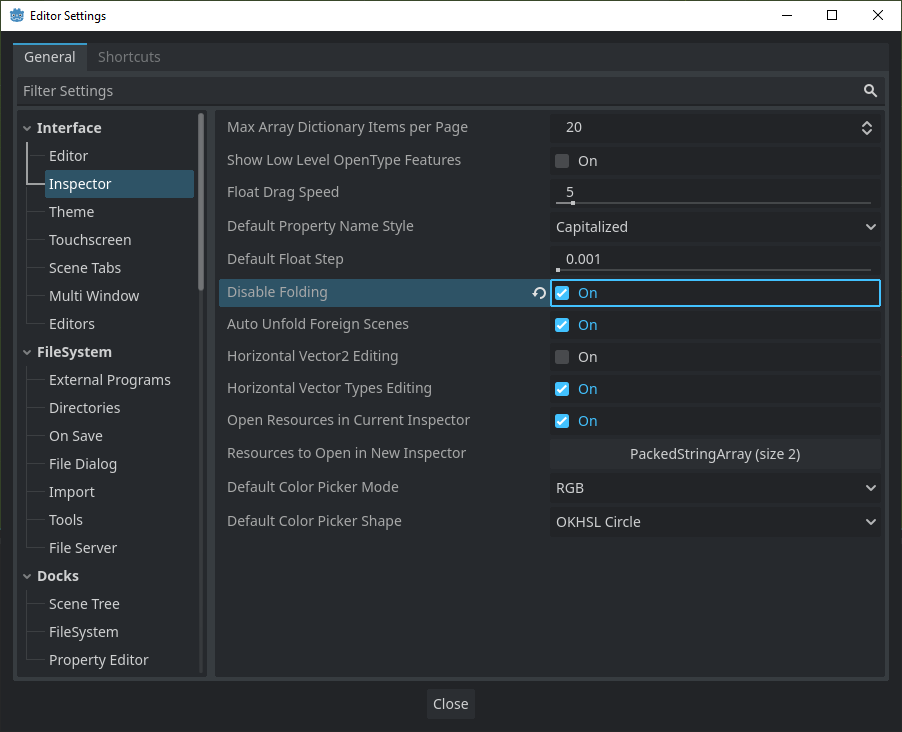 Editor Settings
General Shortcuts
Filter Settings
Interface
Editor
Inspector
Theme
Touchscreen
Scene Tabs
Multi Window
Editors
FileSystem
External Programs
Directories
On Save
File Dialog
Import
Tools
File Server
Docks
Scene Tree
FileSystem
Property Editor
Max Array Dictionary Items per Page 20
Show Low Level OpenType Features On
Float Drag Speed 5
Default Property Name Style Capitalized
Default Float Step 0.001
Disable Folding On
Auto Unfold Foreign Scenes On
Horizontal Vector2 Editing On
Horizontal Vector Types Editing On
Open Resources in Current Inspector On
Resources to Open in New Inspector PackedStringArray (size 2)
Default Color Picker Mode RGB
Default Color Picker Shape OKHSL Circle
Close